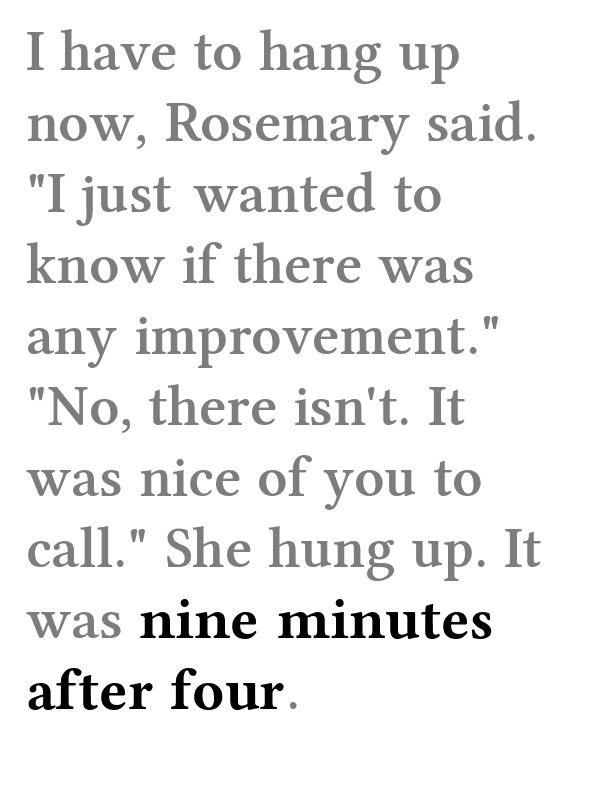 I have to hang up
now, Rosemary said.
"I just wanted to
know if there was
any improvement."
"No, there isn't. It
was nice of you to
call." She hung up. It
was nine minutes
after four.